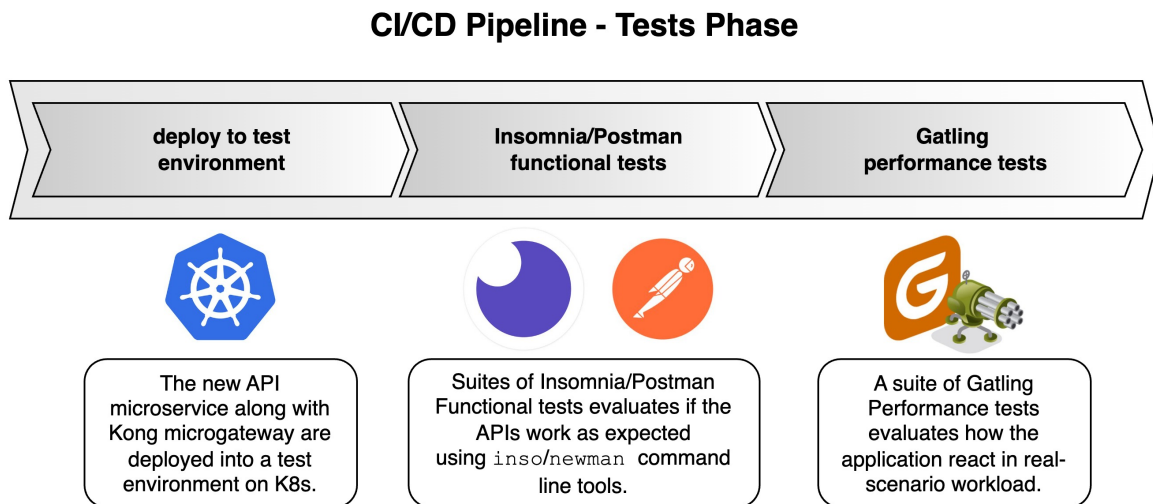 CI/CD Pipeline - Tests Phase
deploy to test
environment
Insomnia/Postman
functional tests
Gatling
performance tests
The new API
microservice along with
Kong microgateway are
deployed into a test
environment on K8s.
Suites of Insomnia/Postman
Functional tests evaluates if the
APIs work as expected
using inso/newman command
line tools.
A suite of Gatling
Performance tests
evaluates how the
application react in real-
scenario workload.